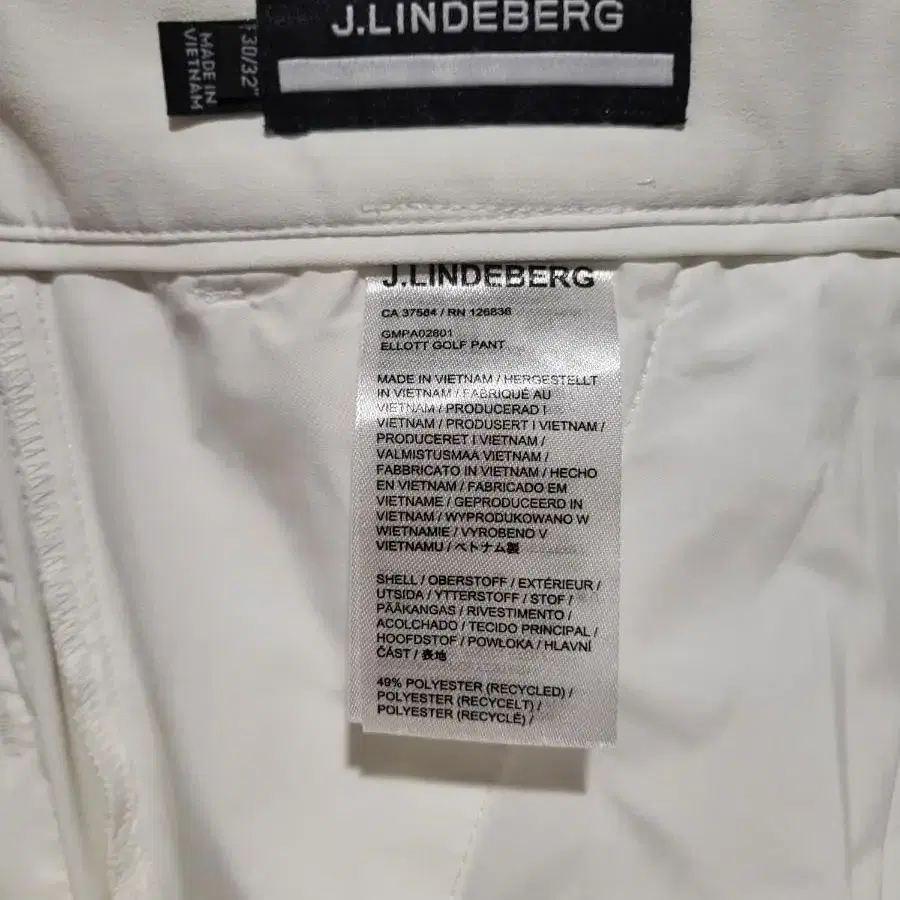 J.LINDEBERG
30/32"
MADE IN
VIETNAM
J.LINDEBERG
CA 37584 / RN 126836
GMPA02801
ELLOTT GOLF PANT
MADE IN VIETNAM / HERGESTELLT
IN VIETNAM / FABRIQUÉ AU
VIETNAM / PRODUCERAD I
VIETNAM / PRODUSERT I VIETNAM /
PRODUCERET I VIETNAM /
VALMISTUSMAA VIETNAM /
FABBRICATO IN VIETNAM / HECHO
EN VIETNAM / FABRICADO EM
VIETNAME / GEPRODUCEERD IN
VIETNAM / WYPRODUKOWANO W
WIETNAMIE / VYROBENO V
VIETNAMU / ベトナム製
SHELL / OBERSTOFF / EXTÉRIEUR /
UTSIDA / YTTERSTOFF / STOF /
PÄÄKANGAS / RIVESTIMENTO /
ACOLCHADO / TECIDO PRINCIPAL /
HOOFDSTOF / POWŁOKA / HLAVNÍ
ČÁST / 表地
49% POLYESTER (RECYCLED) /
POLYESTER (RECYCELT) /
POLYESTER (RECYCLÉ) /